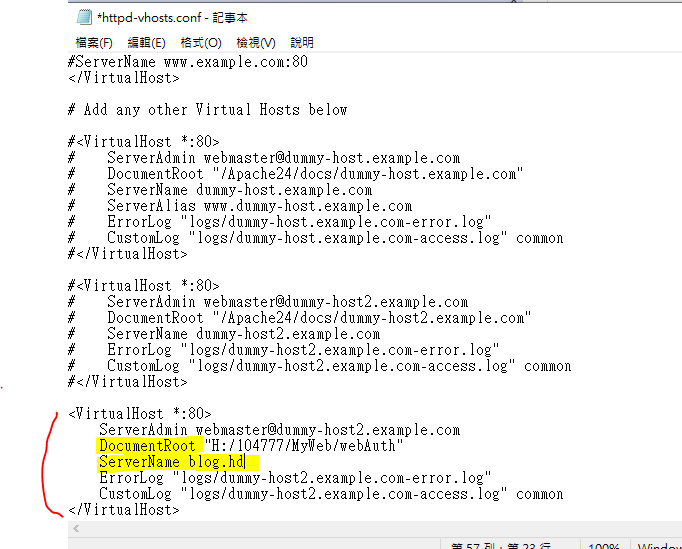 *httpd-vhosts.conf - 記事本
檔案(F) 編輯(E) 格式(O) 檢視(V) 說明
#ServerName www.example.com:80
</VirtualHost>
# Add any other Virtual Hosts below
#<VirtualHost *:80>
#    ServerAdmin webmaster@dummy-host.example.com
#    DocumentRoot "/Apache24/docs/dummy-host.example.com"
#    ServerName dummy-host.example.com
#    ServerAlias www.dummy-host.example.com
#    ErrorLog "logs/dummy-host.example.com-error.log"
#    CustomLog "logs/dummy-host.example.com-access.log" common
#</VirtualHost>
#<VirtualHost *:80>
#    ServerAdmin webmaster@dummy-host2.example.com
#    DocumentRoot "/Apache24/docs/dummy-host2.example.com"
#    ServerName dummy-host2.example.com
#    ErrorLog "logs/dummy-host2.example.com-error.log"
#    CustomLog "logs/dummy-host2.example.com-access.log" common
#</VirtualHost>
<VirtualHost *:80>
    ServerAdmin webmaster@dummy-host2.example.com
    DocumentRoot "H:/104777/MyWeb/webAuth"
    ServerName blog.hd
    ErrorLog "logs/dummy-host2.example.com-error.log"
    CustomLog "logs/dummy-host2.example.com-access.log" common
</VirtualHost>
第 57 列，第 23 行 100% Window